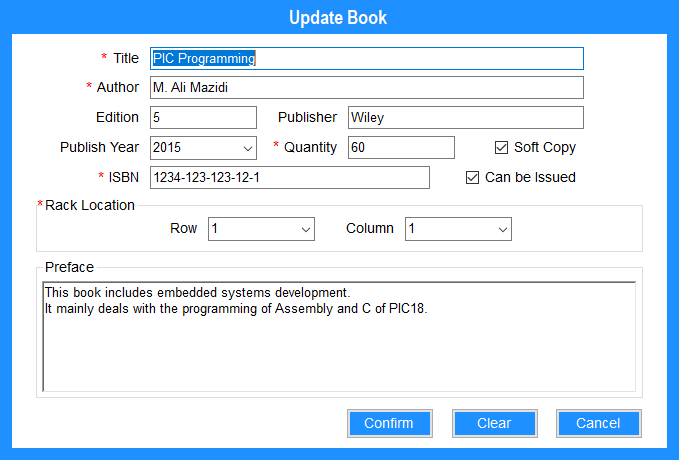 Update Book
* Title PIC Programming
* Author M. Ali Mazidi
Edition 5 Publisher Wiley
Publish Year 2015 * Quantity 60 Soft Copy
* ISBN 1234-123-123-12-1 Can be Issued
*Rack Location
Row 1 Column 1
Preface
This book includes embedded systems development.
It mainly deals with the programming of Assembly and C of PIC18.
Confirm Clear Cancel